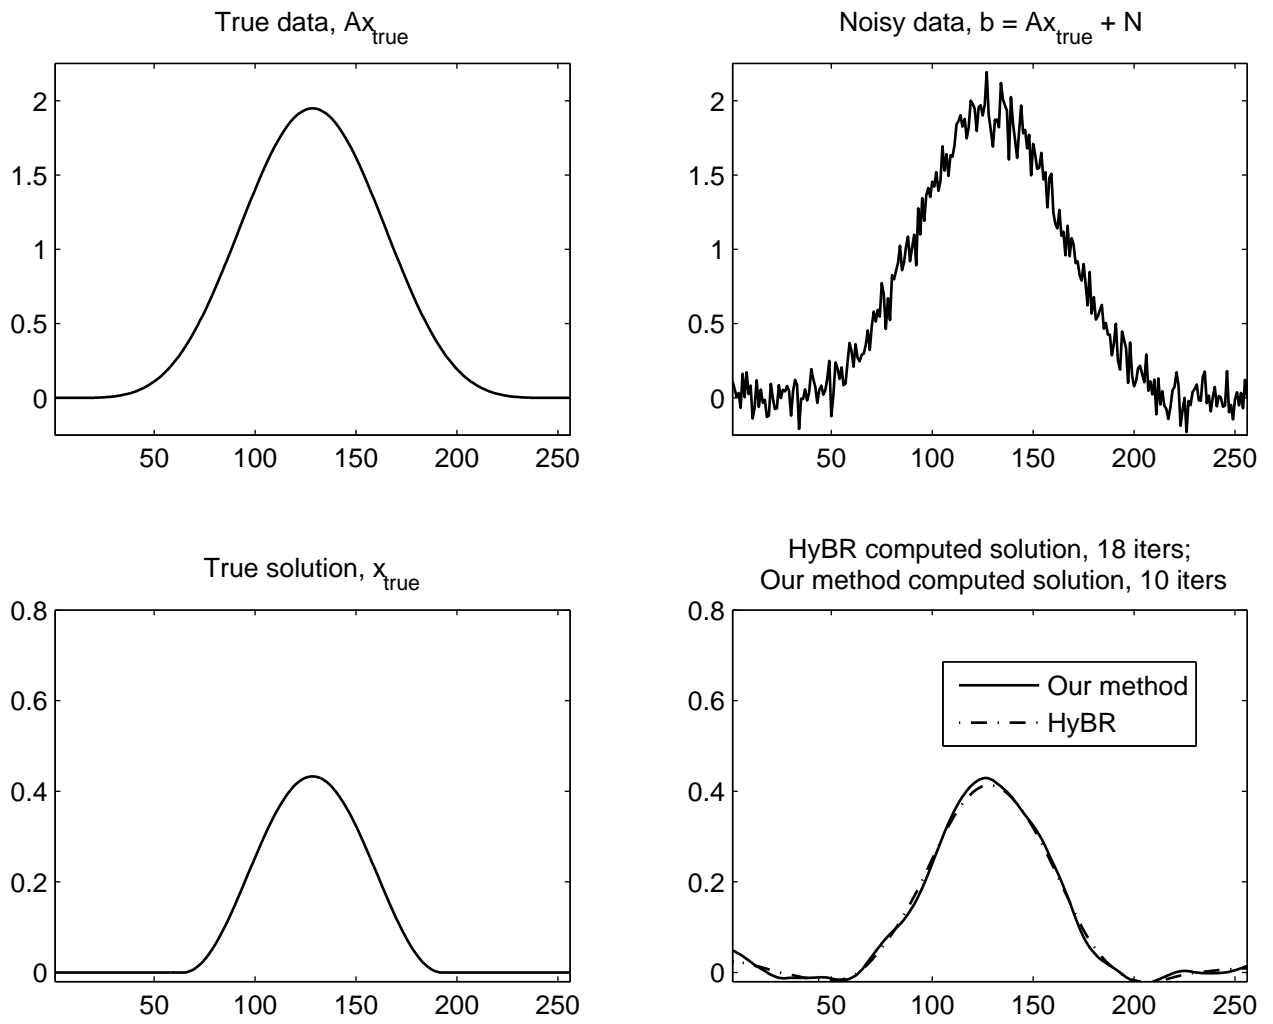 True data, Ax_true
2
1.5
1
0.5
0
50 100 150 200 250
Noisy data, b = Ax_true + N
2
1.5
1
0.5
0
50 100 150 200 250
True solution, x_true
0.8
0.6
0.4
0.2
0
50 100 150 200 250
HyBR computed solution, 18 iters;
Our method computed solution, 10 iters
0.8
0.6
0.4
0.2
0
50 100 150 200 250
Our method
HyBR